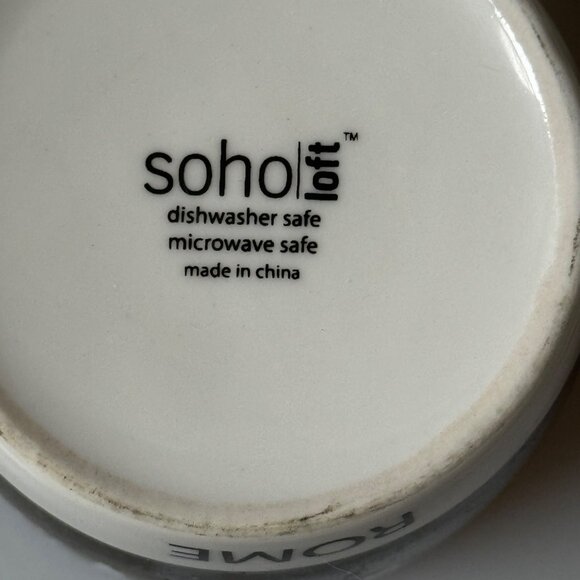 soho|loft™
dishwasher safe
microwave safe
made in china
ROME